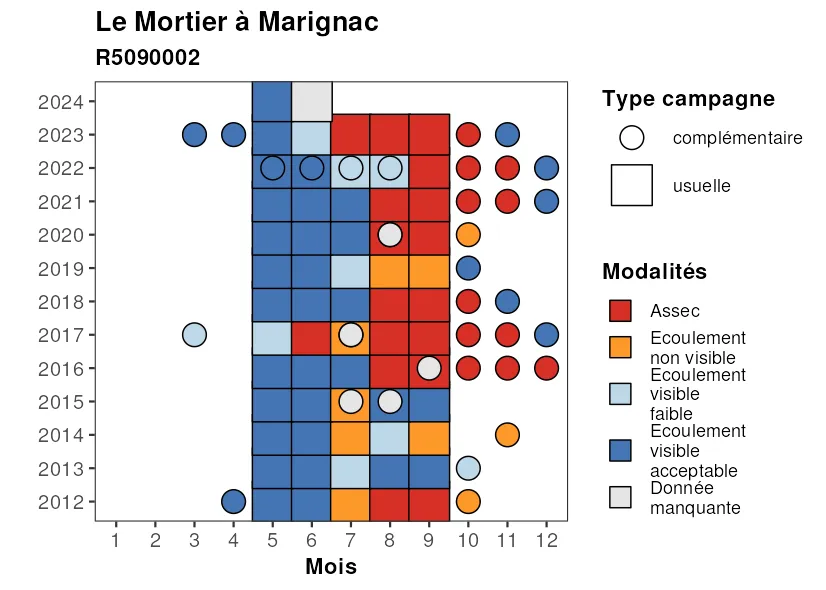 Le Mortier à Marignac
R5090002
2024
2023
2022
2021
2020
2019
2018
2017
2016
2015
2014
2013
2012
1 2 3 4 5 6 7 8 9 10 11 12
Mois
Type campagne
complémentaire
usuelle
Modalités
Assec
Ecoulement
non visible
Ecoulement
visible
faible
Ecoulement
visible
acceptable
Donnée
manquante